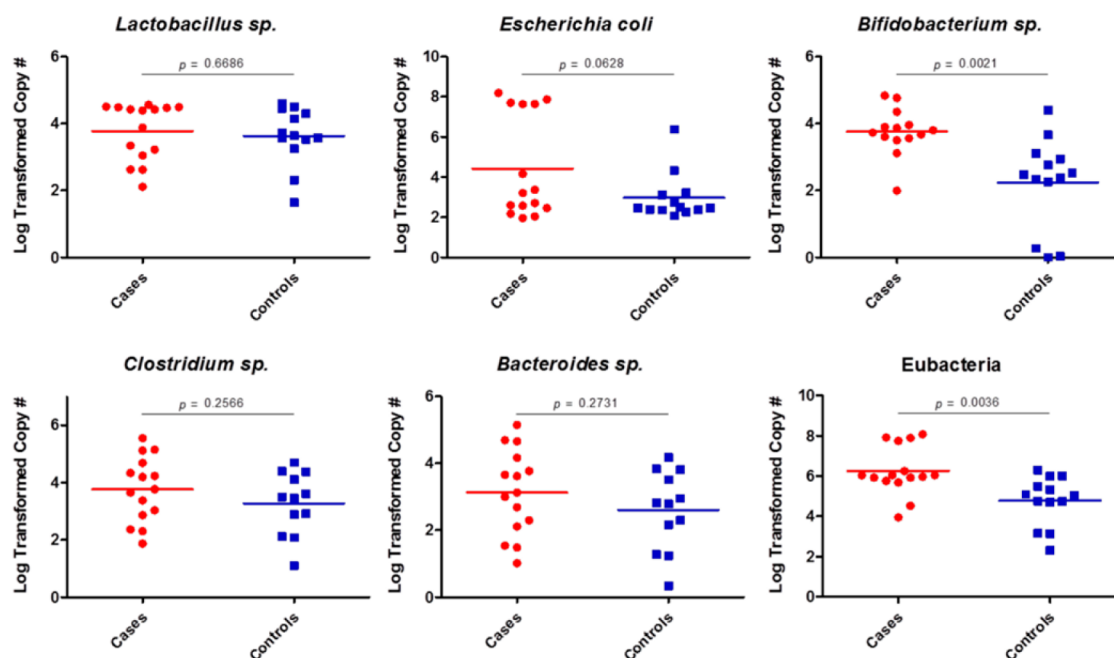 Lactobacillus sp.
Log Transformed Copy #
6
4
2
0
p = 0.6686
Cases
Controls
Escherichia coli
Log Transformed Copy #
10
8
6
4
2
0
p = 0.0628
Cases
Controls
Bifidobacterium sp.
Log Transformed Copy #
6
4
2
0
p = 0.0021
Cases
Controls
Clostridium sp.
Log Transformed Copy #
6
4
2
0
p = 0.2566
Cases
Controls
Bacteroides sp.
Log Transformed Copy #
6
4
2
0
p = 0.2731
Cases
Controls
Eubacteria
Log Transformed Copy #
10
8
6
4
2
0
p = 0.0036
Cases
Controls